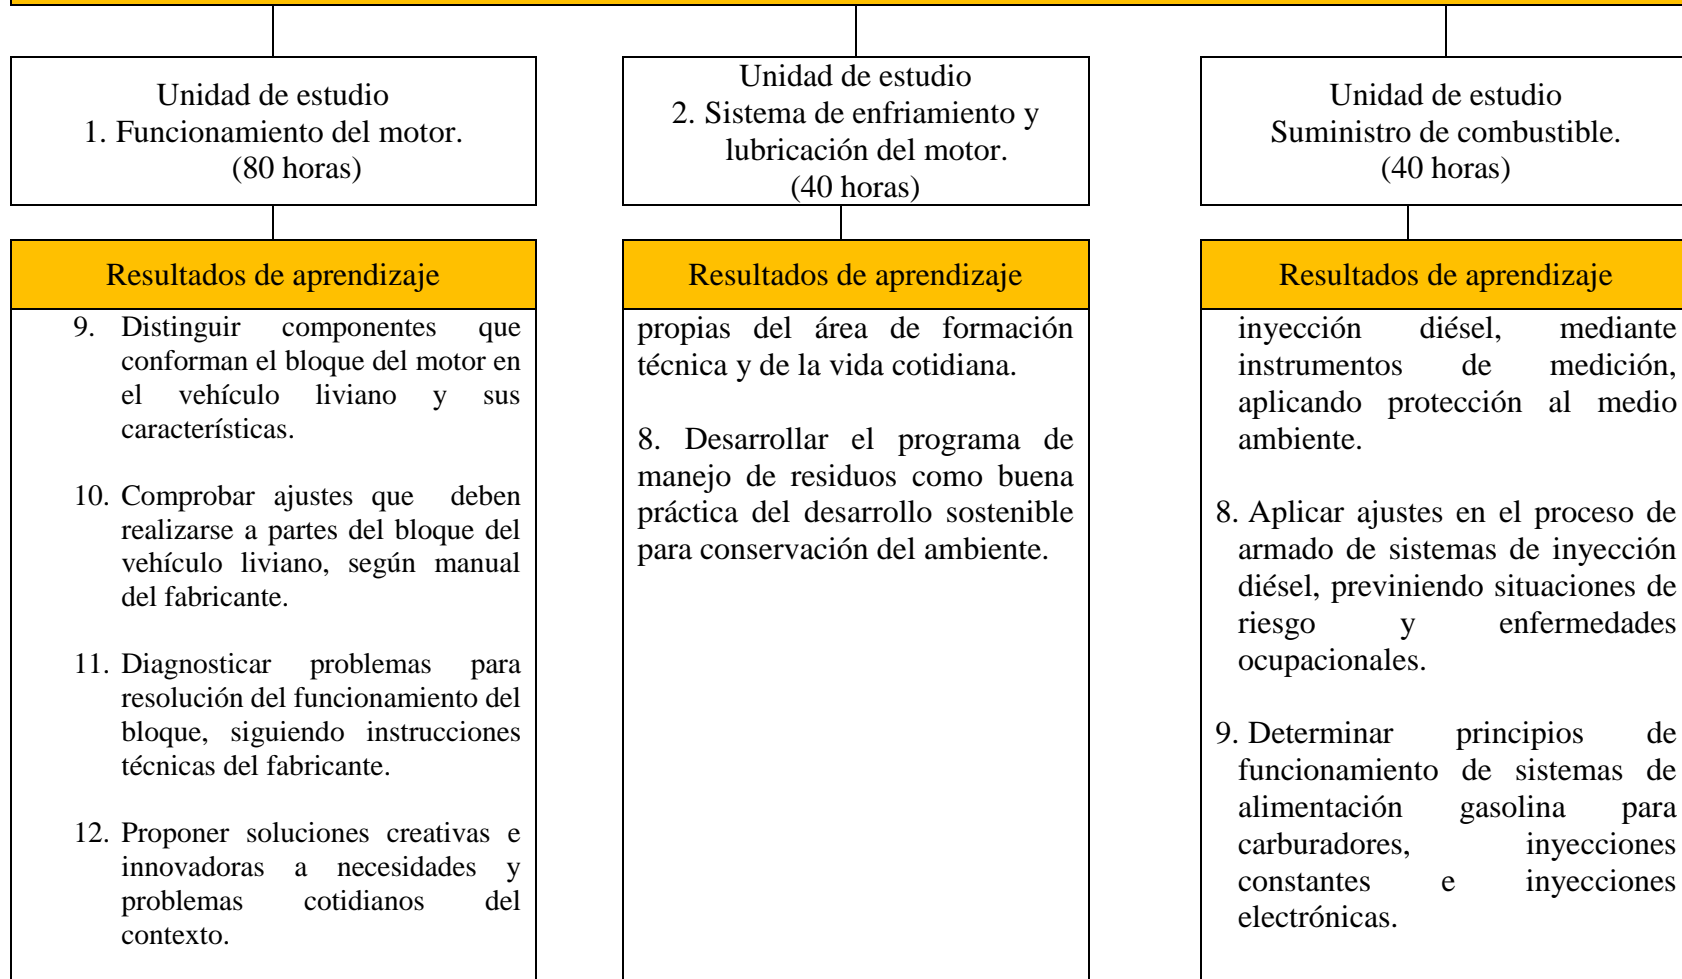 Unidad de estudio
1. Funcionamiento del motor.
(80 horas)
Resultados de aprendizaje
9. Distinguir componentes que
conforman el bloque del motor en
el vehículo liviano y sus
características.
10. Comprobar ajustes que deben
realizarse a partes del bloque del
vehículo liviano, según manual
del fabricante.
11. Diagnosticar problemas para
resolución del funcionamiento del
bloque, siguiendo instrucciones
técnicas del fabricante.
12. Proponer soluciones creativas e
innovadoras a necesidades y
problemas cotidianos del
contexto.
Unidad de estudio
2. Sistema de enfriamiento y
lubricación del motor.
(40 horas)
Resultados de aprendizaje
propias del área de formación
técnica y de la vida cotidiana.
8. Desarrollar el programa de
manejo de residuos como buena
práctica del desarrollo sostenible
para conservación del ambiente.
Unidad de estudio
Suministro de combustible.
(40 horas)
Resultados de aprendizaje
inyección diésel, mediante
instrumentos de medición,
aplicando protección al medio
ambiente.
8. Aplicar ajustes en el proceso de
armado de sistemas de inyección
diésel, previniendo situaciones de
riesgo y enfermedades
ocupacionales.
9. Determinar principios de
funcionamiento de sistemas de
alimentación gasolina para
carburadores, inyecciones
constantes e inyecciones
electrónicas.